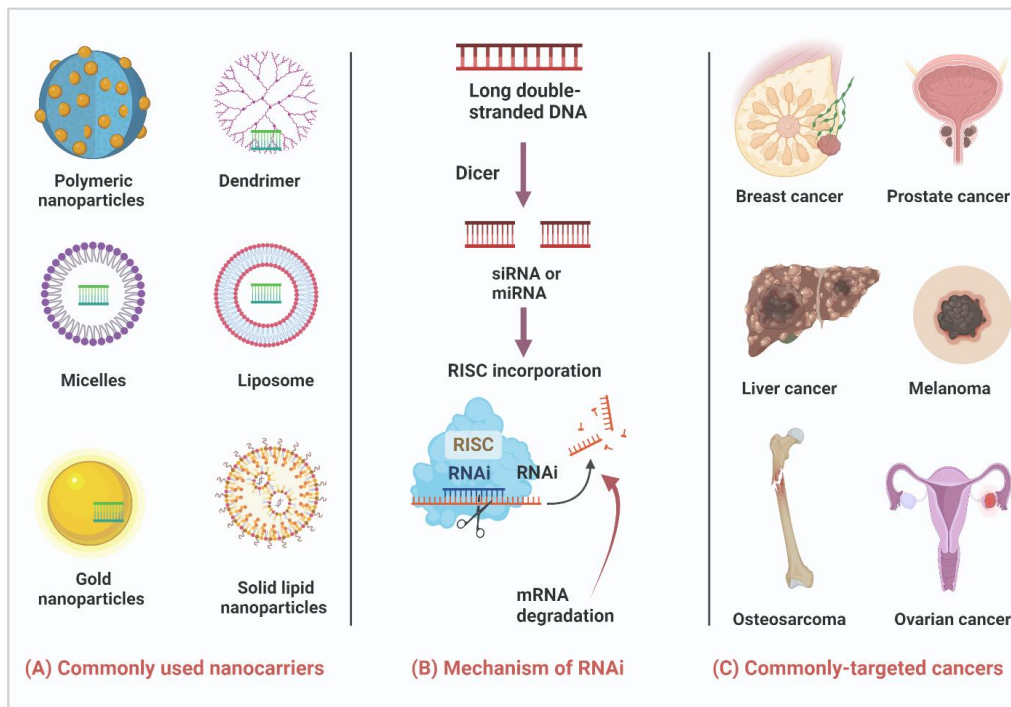 Polymeric
nanoparticles
Dendrimer
Micelles
Liposome
Gold
nanoparticles
Solid lipid
nanoparticles
(A) Commonly used nanocarriers
Long double-
stranded DNA
Dicer
siRNA or
miRNA
RISC incorporation
RISC
RNAi
RNAi
mRNA
degradation
(B) Mechanism of RNAi
Breast cancer
Prostate cancer
Liver cancer
Melanoma
Osteosarcoma
Ovarian cancer
(C) Commonly-targeted cancers